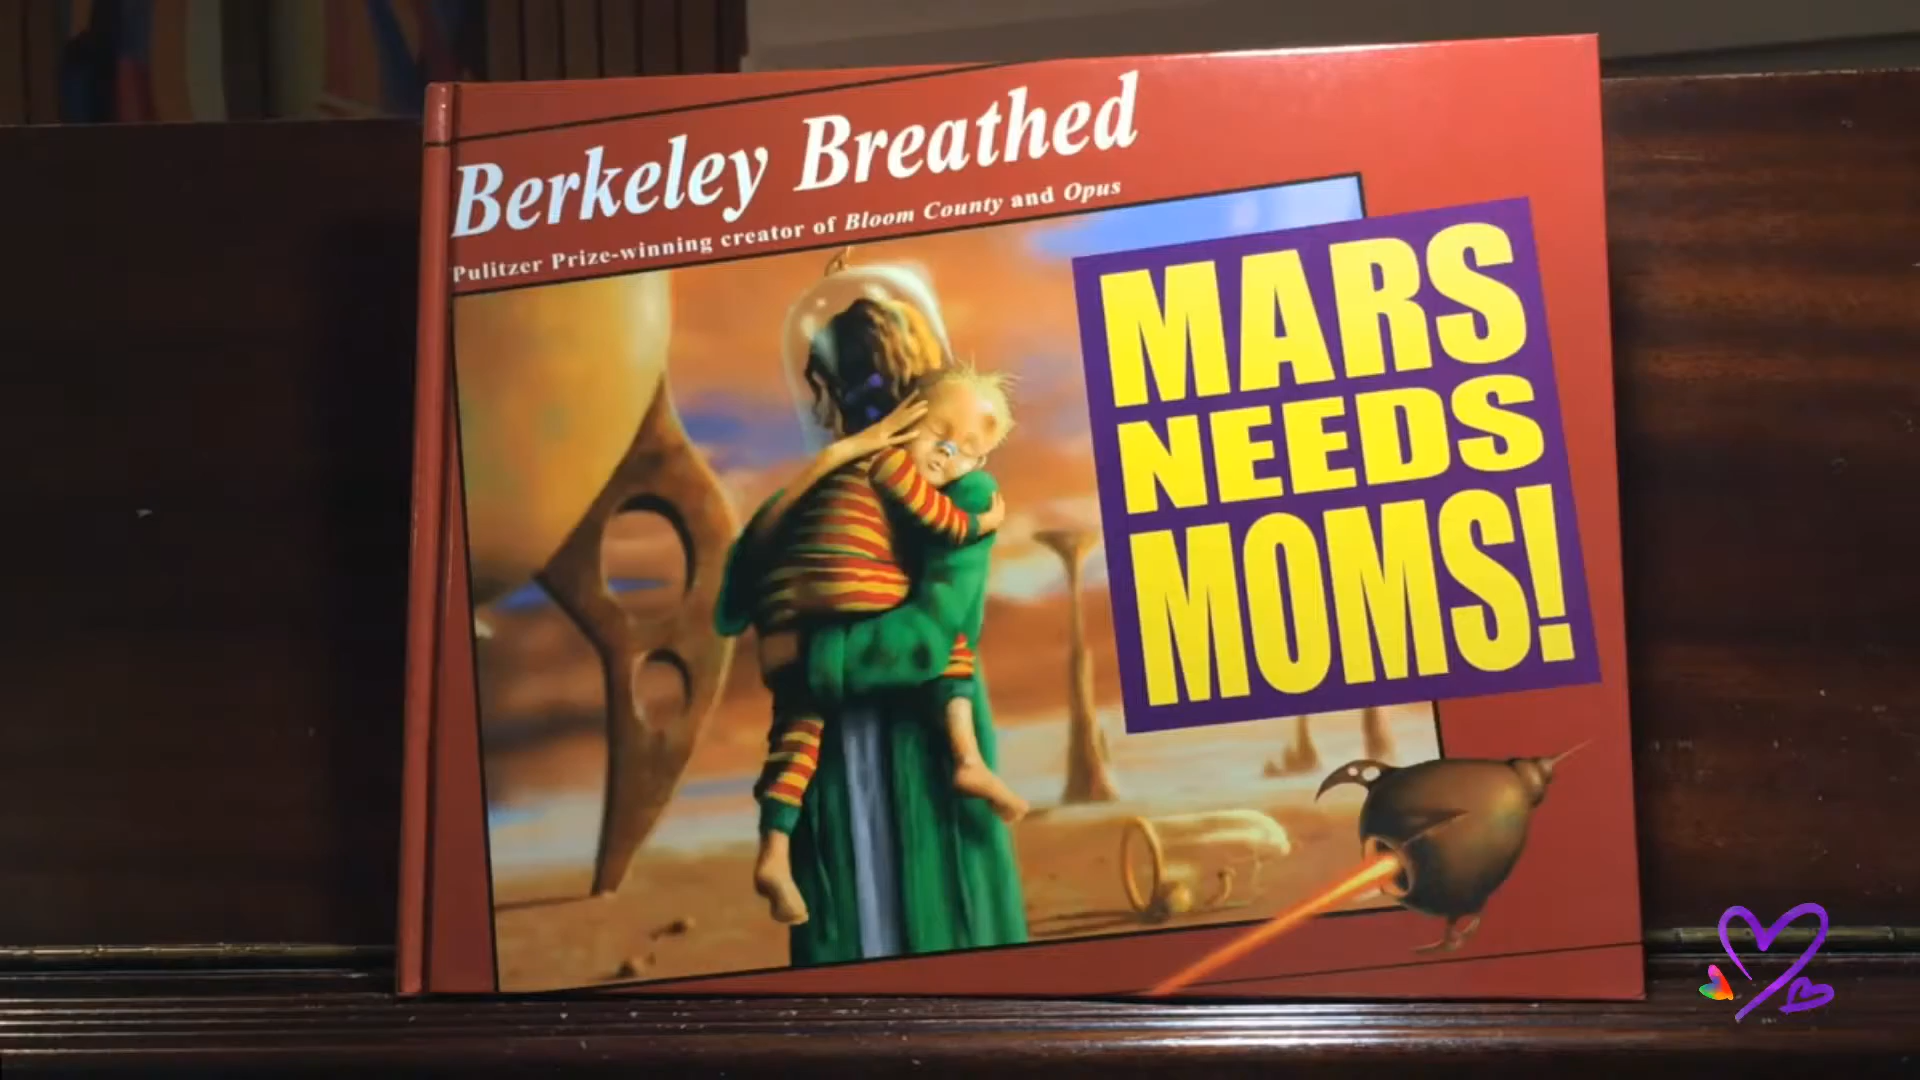 Berkeley Breathed
Pulitzer Prize-winning creator of Bloom County and Opus
MARS
NEEDS
MOMS!